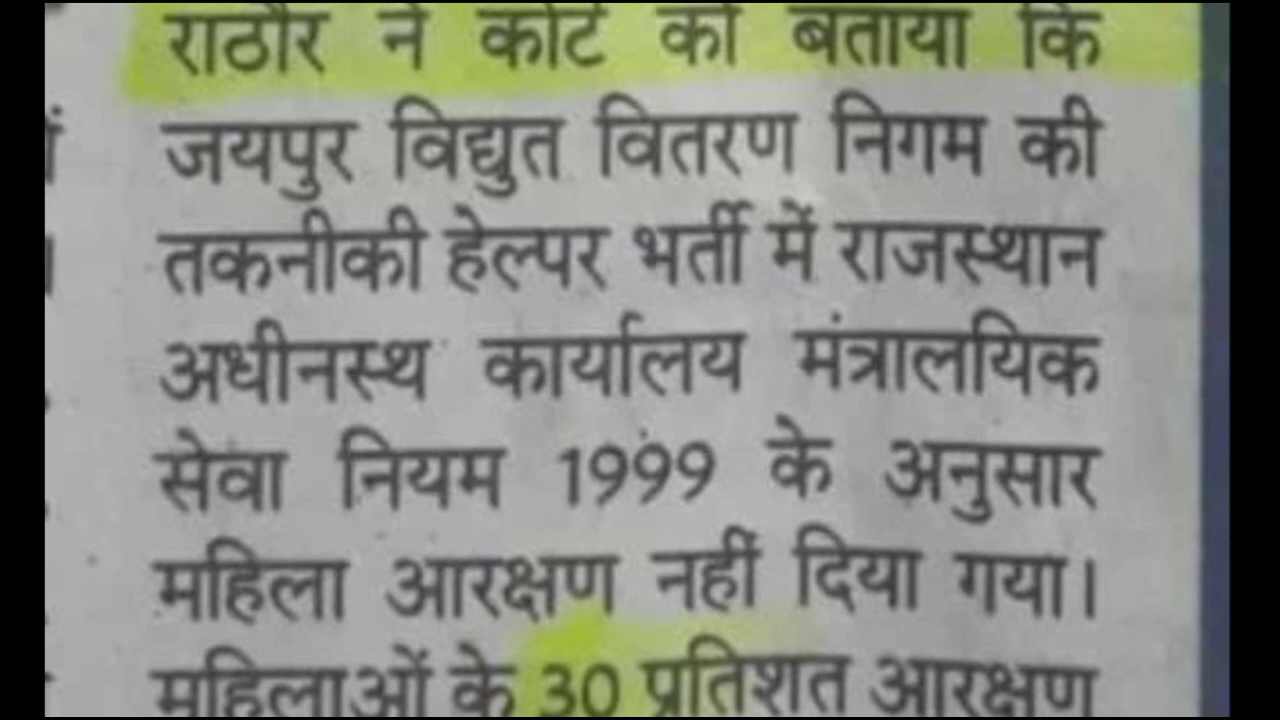 राठौर ने कोर्ट को बताया कि
जयपुर विद्युत वितरण निगम की
तकनीकी हेल्पर भर्ती में राजस्थान
अधीनस्थ कार्यालय मंत्रालयिक
सेवा नियम 1999 के अनुसार
महिला आरक्षण नहीं दिया गया।
महिलाओं के 30 प्रतिशत आरक्षण